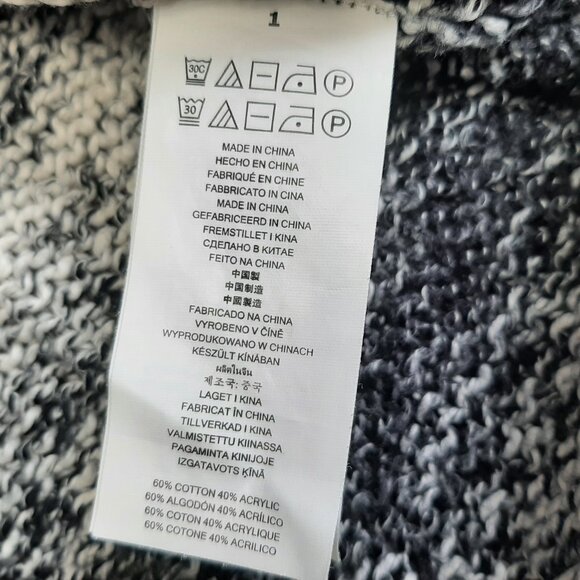 1
30C P
30 P
MADE IN CHINA
HECHO EN CHINA
FABRIQUÉ EN CHINE
FABBRICATO IN CINA
MADE IN CHINA
GEFABRICEERD IN CHINA
FREMSTILLET I KINA
СДЕЛАНО В КИТАЕ
FEITO NA CHINA
中国製
中国制造
中國製造
FABRICADO NA CHINA
VYROBENO V ČÍNĚ
WYPRODUKOWANO W CHINACH
KÉSZÜLT KÍNÁBAN
ผลิตในจีน
제조국: 중국
LAGET I KINA
FABRICAT ÎN CHINA
TILLVERKAD I KINA
VALMISTETTU KIINASSA
PAGAMINTA KINIJOJE
IZGATAVOTS ĶĪNĀ
60% COTTON 40% ACRYLIC
60% ALGODÓN 40% ACRÍLICO
60% COTON 40% ACRYLIQUE
60% COTONE 40% ACRILICO